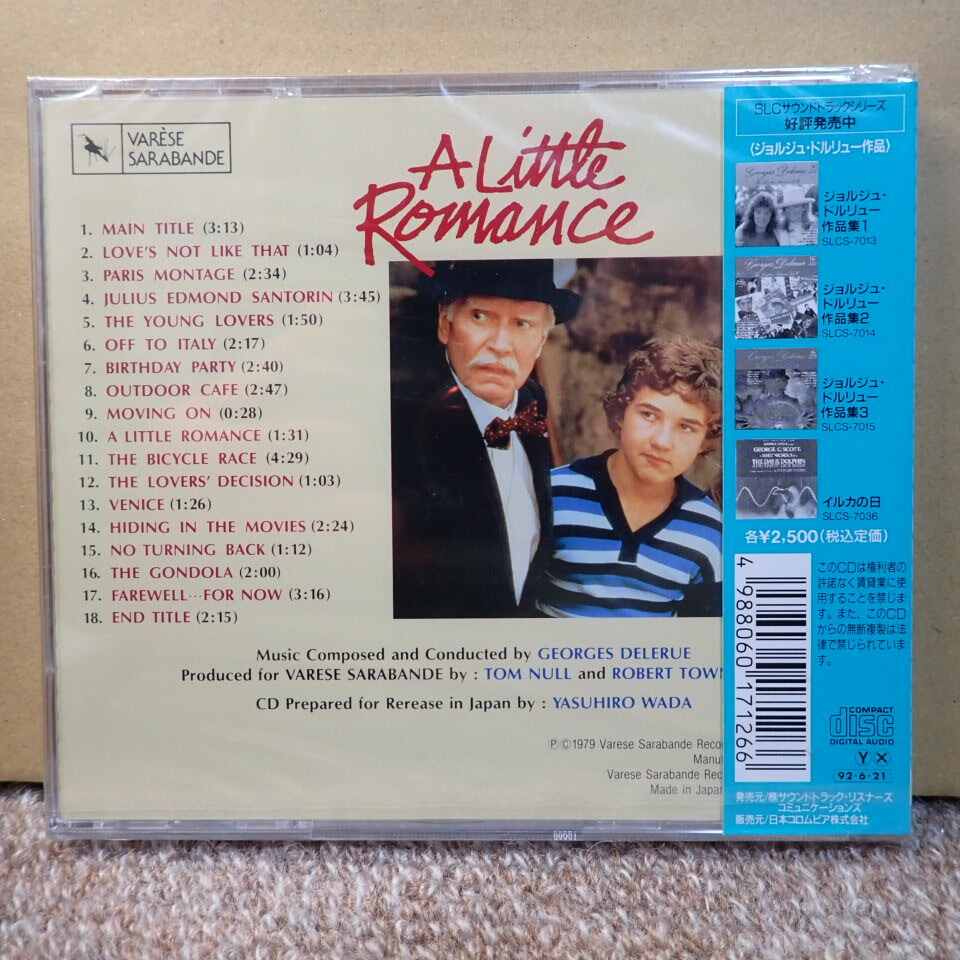 VARÈSE
SARABANDE
A Little
Romance
1. MAIN TITLE (3:13)
2. LOVE'S NOT LIKE THAT (1:04)
3. PARIS MONTAGE (2:34)
4. JULIUS EDMOND SANTORIN (3:45)
5. THE YOUNG LOVERS (1:50)
6. OFF TO ITALY (2:17)
7. BIRTHDAY PARTY (2:40)
8. OUTDOOR CAFE (2:47)
9. MOVING ON (0:28)
10. A LITTLE ROMANCE (1:31)
11. THE BICYCLE RACE (4:29)
12. THE LOVERS' DECISION (1:03)
13. VENICE (1:26)
14. HIDING IN THE MOVIES (2:24)
15. NO TURNING BACK (1:12)
16. THE GONDOLA (2:00)
17. FAREWELL…FOR NOW (3:16)
18. END TITLE (2:15)
Music Composed and Conducted by GEORGES DELERUE
Produced for VARESE SARABANDE by : TOM NULL and ROBERT TOWN
CD Prepared for Rerease in Japan by : YASUHIRO WADA
Ⓟ©1979 Varese Sarabande Recor
Manuf
Varese Sarabande Rec
Made in Japan
SLCサウンドトラックシリーズ
好評発売中
〈ジョルジュ・ドルリュー作品〉
Georges Delerue
ジョルジュ・
ドルリュー
作品集1
SLCS-7013
Georges Delerue
ジョルジュ・
ドルリュー
作品集2
SLCS-7014
ジョルジュ・
ドルリュー
作品集3
SLCS-7015
GEORGE C. SCOTT
THE DAY OF THE DOLPHIN
イルカの日
SLCS-7036
各¥2,500(税込定価)
4 988060 171266
このCDは権利者の
許諾なく賃貸業に使
用することを禁じま
す。また、このCD
からの無断複製は法
律で禁じられていま
す。
COMPACT
disc
DIGITAL AUDIO
Y X
92・6・21
発売元/㈱サウンドトラック・リスナーズ
コミュニケーションズ
販売元/日本コロムビア株式会社